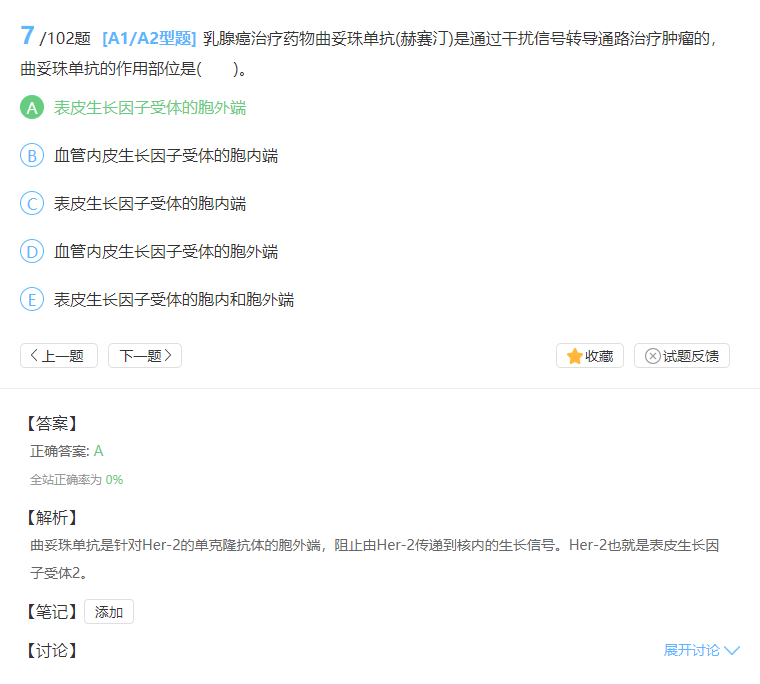 7 /102题 [A1/A2型题] 乳腺癌治疗药物曲妥珠单抗(赫赛汀)是通过干扰信号转导通路治疗肿瘤的,
曲妥珠单抗的作用部位是( )。
A 表皮生长因子受体的胞外端
B 血管内皮生长因子受体的胞内端
C 表皮生长因子受体的胞内端
D 血管内皮生长因子受体的胞外端
E 表皮生长因子受体的胞内和胞外端
上一题 下一题 收藏 试题反馈
【答案】
正确答案: A
全站正确率为 0%
【解析】
曲妥珠单抗是针对Her-2的单克隆抗体的胞外端，阻止由Her-2传递到核内的生长信号。Her-2也就是表皮生长因
子受体2。
【笔记】 添加
【讨论】 展开讨论